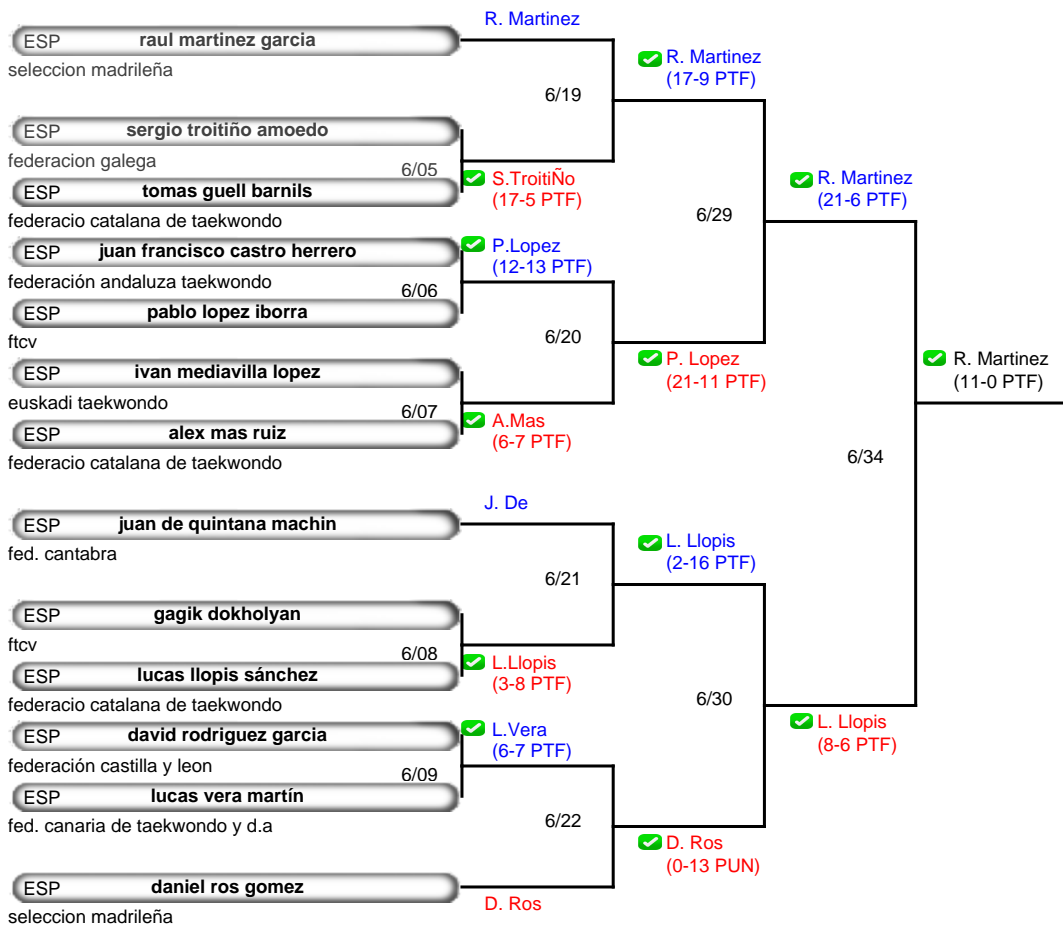 ESP raul martinez garcia
seleccion madrileña
ESP sergio troitiño amoedo
federacion galega
6/05
ESP tomas guell barnils
federacio catalana de taekwondo
ESP juan francisco castro herrero
federación andaluza taekwondo
6/06
ESP pablo lopez iborra
ftcv
ESP ivan mediavilla lopez
euskadi taekwondo
6/07
ESP alex mas ruiz
federacio catalana de taekwondo
ESP juan de quintana machin
fed. cantabra
ESP gagik dokholyan
ftcv
6/08
ESP lucas llopis sánchez
federacio catalana de taekwondo
ESP david rodriguez garcia
federación castilla y leon
6/09
ESP lucas vera martín
fed. canaria de taekwondo y d.a
ESP daniel ros gomez
seleccion madrileña
R. Martinez
6/19
S.TroitiÑo
(17-5 PTF)
P.Lopez
(12-13 PTF)
6/20
A.Mas
(6-7 PTF)
J. De
6/21
L.Llopis
(3-8 PTF)
L.Vera
(6-7 PTF)
6/22
D. Ros
R. Martinez
(17-9 PTF)
6/29
P. Lopez
(21-11 PTF)
L. Llopis
(2-16 PTF)
6/30
D. Ros
(0-13 PUN)
R. Martinez
(21-6 PTF)
6/34
L. Llopis
(8-6 PTF)
R. Martinez
(11-0 PTF)